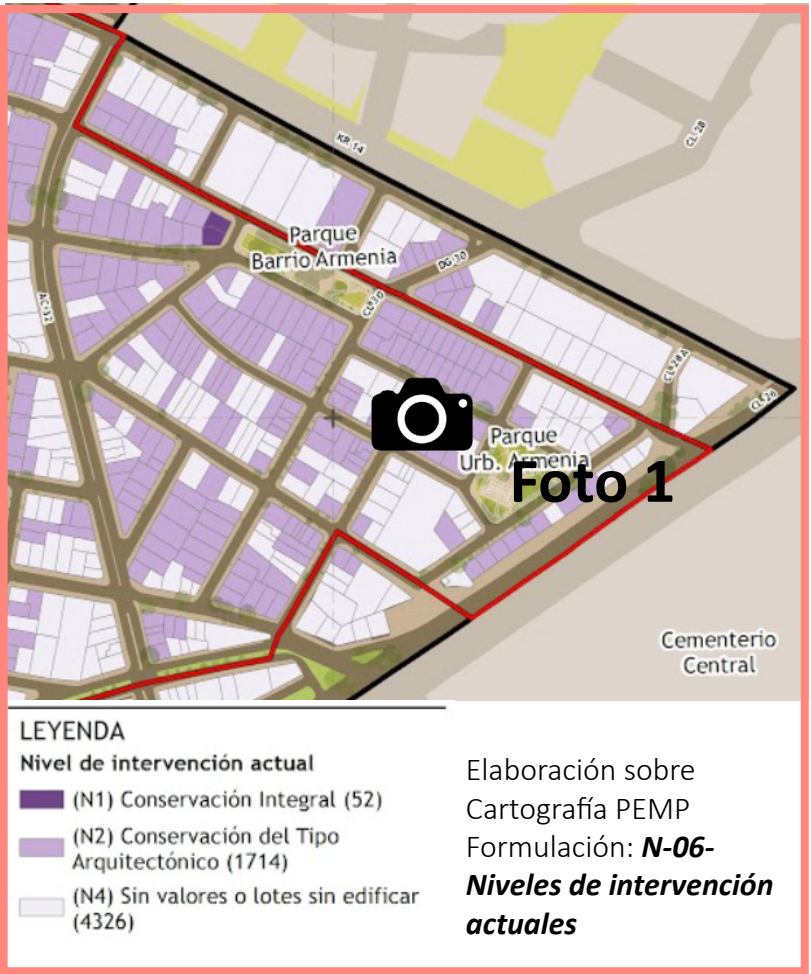 KR 14
CL 28
Parque
Barrio Armenia
DG 30
CL 30
AC 32
CL 28A
CL 26
Parque
Urb. Armenia
Foto 1
Cementerio
Central
LEYENDA
Nivel de intervención actual
(N1) Conservación Integral (52)
(N2) Conservación del Tipo
Arquitectónico (1714)
(N4) Sin valores o lotes sin edificar
(4326)
Elaboración sobre
Cartografía PEMP
Formulación: N-06-
Niveles de intervención
actuales